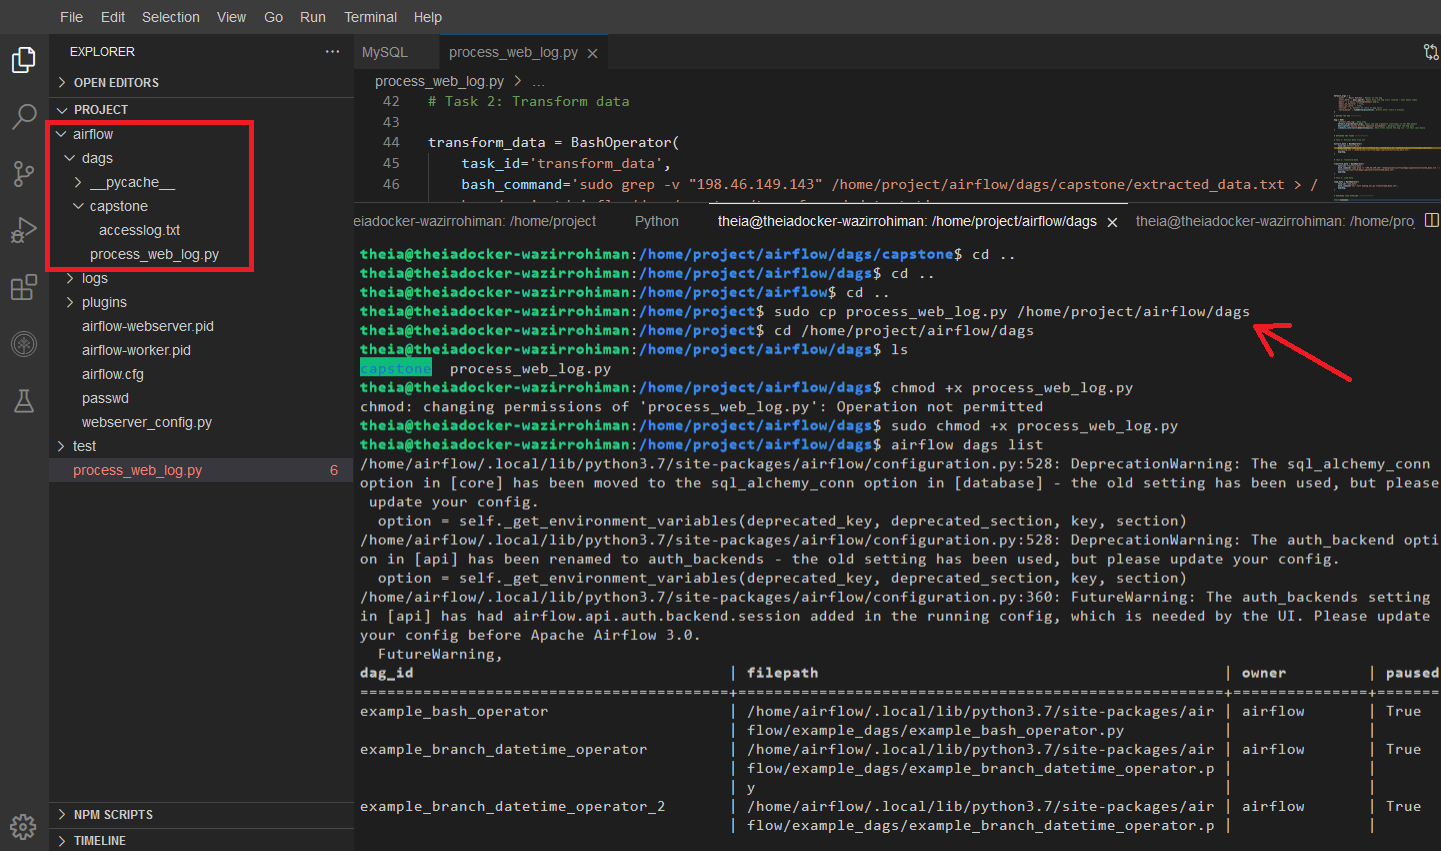 File Edit Selection View Go Run Terminal Help
EXPLORER ...
OPEN EDITORS
PROJECT
airflow
dags
__pycache__
capstone
accesslog.txt
process_web_log.py
logs
plugins
airflow-webserver.pid
airflow-worker.pid
airflow.cfg
passwd
webserver_config.py
test
process_web_log.py 6
NPM SCRIPTS
TIMELINE
MySQL process_web_log.py
process_web_log.py > ...
42 # Task 2: Transform data
43
44 transform_data = BashOperator(
45 task_id='transform_data',
46 bash_command='sudo grep -v "198.46.149.143" /home/project/airflow/dags/capstone/extracted_data.txt > /
theiadocker-wazirrohiman: /home/project Python theia@theiadocker-wazirrohiman: /home/project/airflow/dags theia@theiadocker-wazirrohiman: /home/pro
theia@theiadocker-wazirrohiman:/home/project/airflow/dags/capstone$ cd ..
theia@theiadocker-wazirrohiman:/home/project/airflow/dags$ cd ..
theia@theiadocker-wazirrohiman:/home/project/airflow$ cd ..
theia@theiadocker-wazirrohiman:/home/project$ sudo cp process_web_log.py /home/project/airflow/dags
theia@theiadocker-wazirrohiman:/home/project$ cd /home/project/airflow/dags
theia@theiadocker-wazirrohiman:/home/project/airflow/dags$ ls
capstone process_web_log.py
theia@theiadocker-wazirrohiman:/home/project/airflow/dags$ chmod +x process_web_log.py
chmod: changing permissions of 'process_web_log.py': Operation not permitted
theia@theiadocker-wazirrohiman:/home/project/airflow/dags$ sudo chmod +x process_web_log.py
theia@theiadocker-wazirrohiman:/home/project/airflow/dags$ airflow dags list
/home/airflow/.local/lib/python3.7/site-packages/airflow/configuration.py:528: DeprecationWarning: The sql_alchemy_conn
option in [core] has been moved to the sql_alchemy_conn option in [database] - the old setting has been used, but please
update your config.
option = self._get_environment_variables(deprecated_key, deprecated_section, key, section)
/home/airflow/.local/lib/python3.7/site-packages/airflow/configuration.py:528: DeprecationWarning: The auth_backend opti
on in [api] has been renamed to auth_backends - the old setting has been used, but please update your config.
option = self._get_environment_variables(deprecated_key, deprecated_section, key, section)
/home/airflow/.local/lib/python3.7/site-packages/airflow/configuration.py:360: FutureWarning: The auth_backends setting
in [api] has had airflow.api.auth.backend.session added in the running config, which is needed by the UI. Please update
your config before Apache Airflow 3.0.
FutureWarning,
dag_id | filepath | owner | paused
==========================================+=======================================================+===============+=======
example_bash_operator | /home/airflow/.local/lib/python3.7/site-packages/air | airflow | True
| flow/example_dags/example_bash_operator.py | |
example_branch_datetime_operator | /home/airflow/.local/lib/python3.7/site-packages/air | airflow | True
| flow/example_dags/example_branch_datetime_operator.p | |
| y | |
example_branch_datetime_operator_2 | /home/airflow/.local/lib/python3.7/site-packages/air | airflow | True
| flow/example_dags/example_branch_datetime_operator.p | |